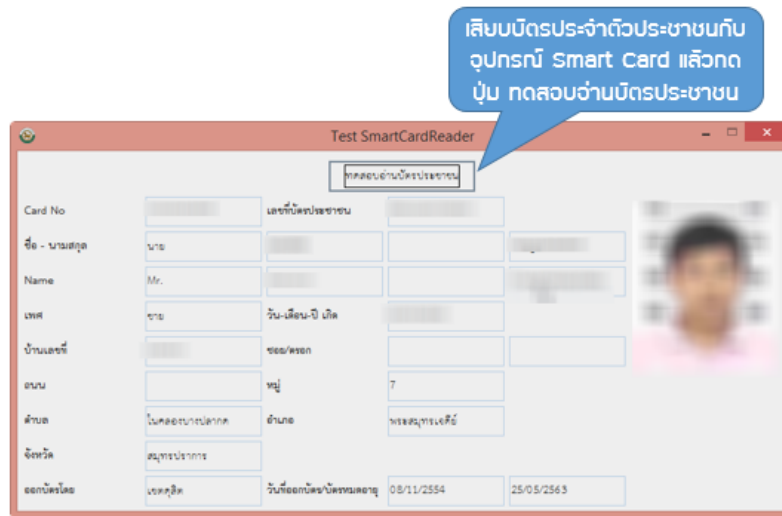 เสียบบัตรประจำตัวประชาชนกับ
อุปกรณ์ Smart Card แล้วกด
ปุ่ม ทดสอบอ่านบัตรประชาชน
Test SmartCardReader
ทดสอบอ่านบัตรประชาชน
Card No เลขที่บัตรประชาชน
ชื่อ - นามสกุล นาย
Name Mr.
เพศ ชาย วัน-เดือน-ปี เกิด
บ้านเลขที่ ซอย/ตรอก
ถนน หมู่ 7
ตำบล ในคลองบางปลากด อำเภอ พระสมุทรเจดีย์
จังหวัด สมุทรปราการ
ออกบัตรโดย เขตดุสิต วันที่ออกบัตร/บัตรหมดอายุ 08/11/2554 25/05/2563